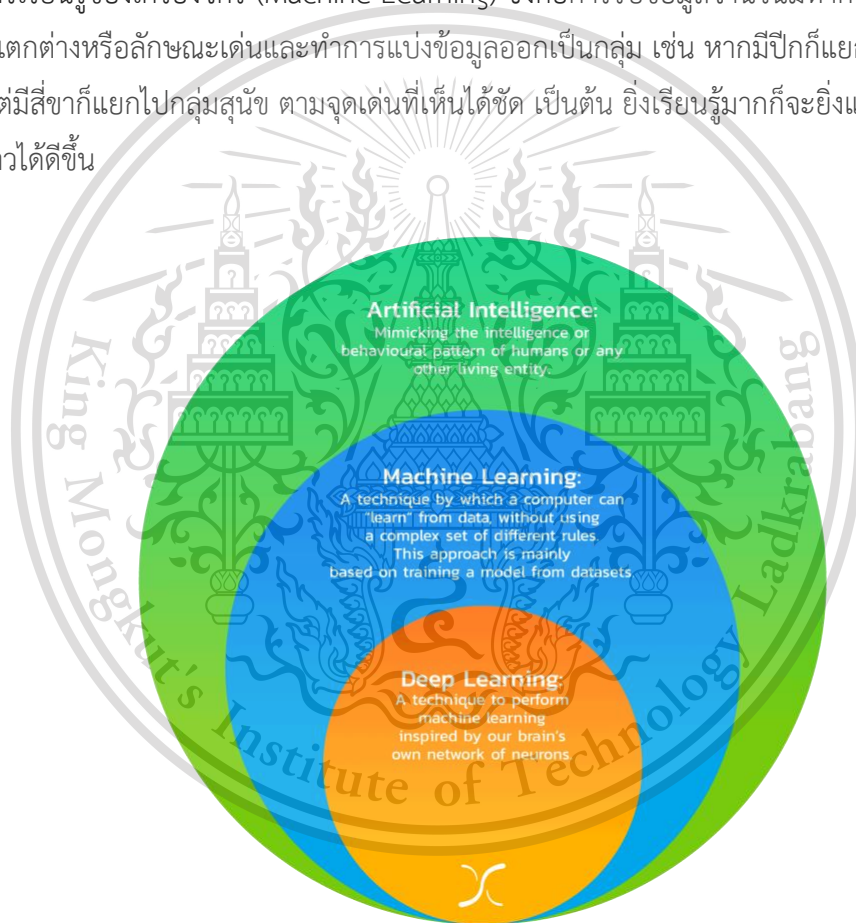 (Machine Learning)
แตกต่างหรือลักษณะเด่นและทำการแบ่งข้อมูลออกเป็นกลุ่ม เช่น หากมีปีกก็แยก
ต่มีสี่ขาก็แยกไปกลุ่มสุนัข ตามจุดเด่นที่เห็นได้ชัด เป็นต้น ยิ่งเรียนรู้มากก็จะยิ่งแ
าวได้ดีขึ้น
Artificial Intelligence:
Mimicking the intelligence or
behavioural pattern of humans or any
other living entity.
Machine Learning:
A technique by which a computer can
"learn" from data, without using
a complex set of different rules.
This approach is mainly
based on training a model from datasets
Deep Learning:
A technique to perform
machine learning
inspired by our brain's
own network of neurons.
King Mongkut's Institute of Technology Ladkrabang